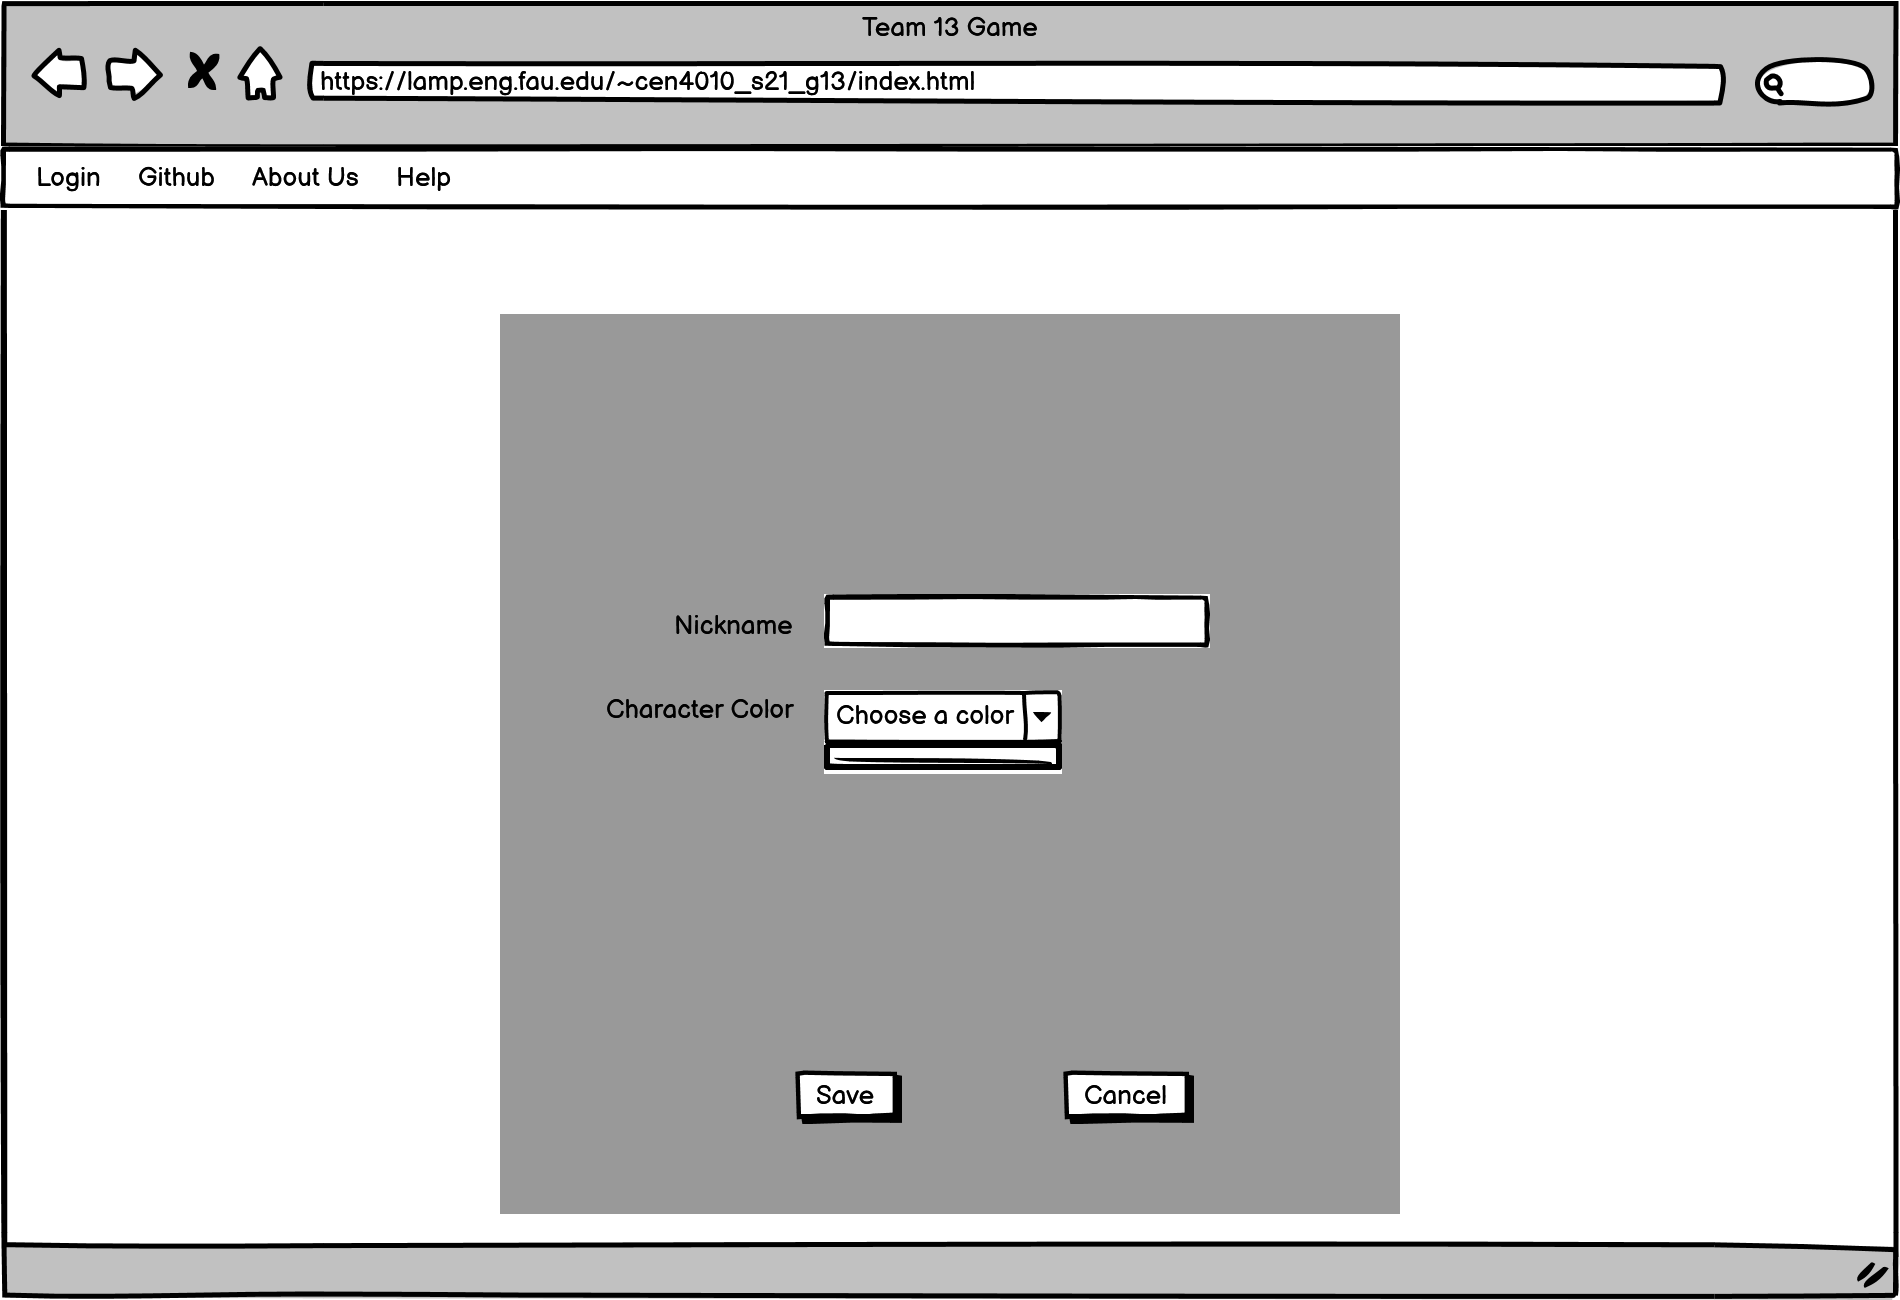 Team 13 Game
https://lamp.eng.fau.edu/~cen4010_s21_g13/index.html
Login Github About Us Help
Nickname
Character Color Choose a color
Save Cancel